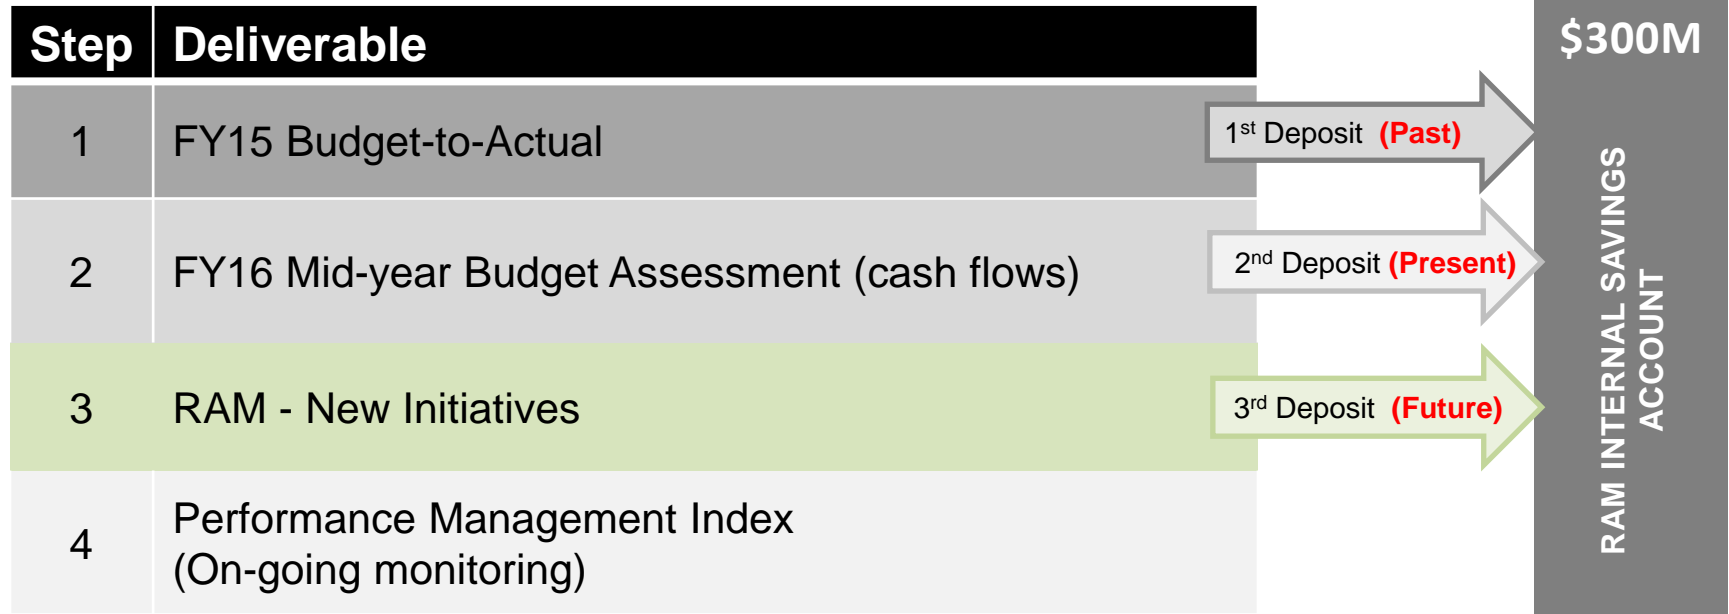 Step Deliverable
$300M
1 FY15 Budget-to-Actual
1st Deposit (Past)
2 FY16 Mid-year Budget Assessment (cash flows)
2nd Deposit (Present)
3 RAM - New Initiatives
3rd Deposit (Future)
4 Performance Management Index
(On-going monitoring)
RAM INTERNAL SAVINGS
ACCOUNT